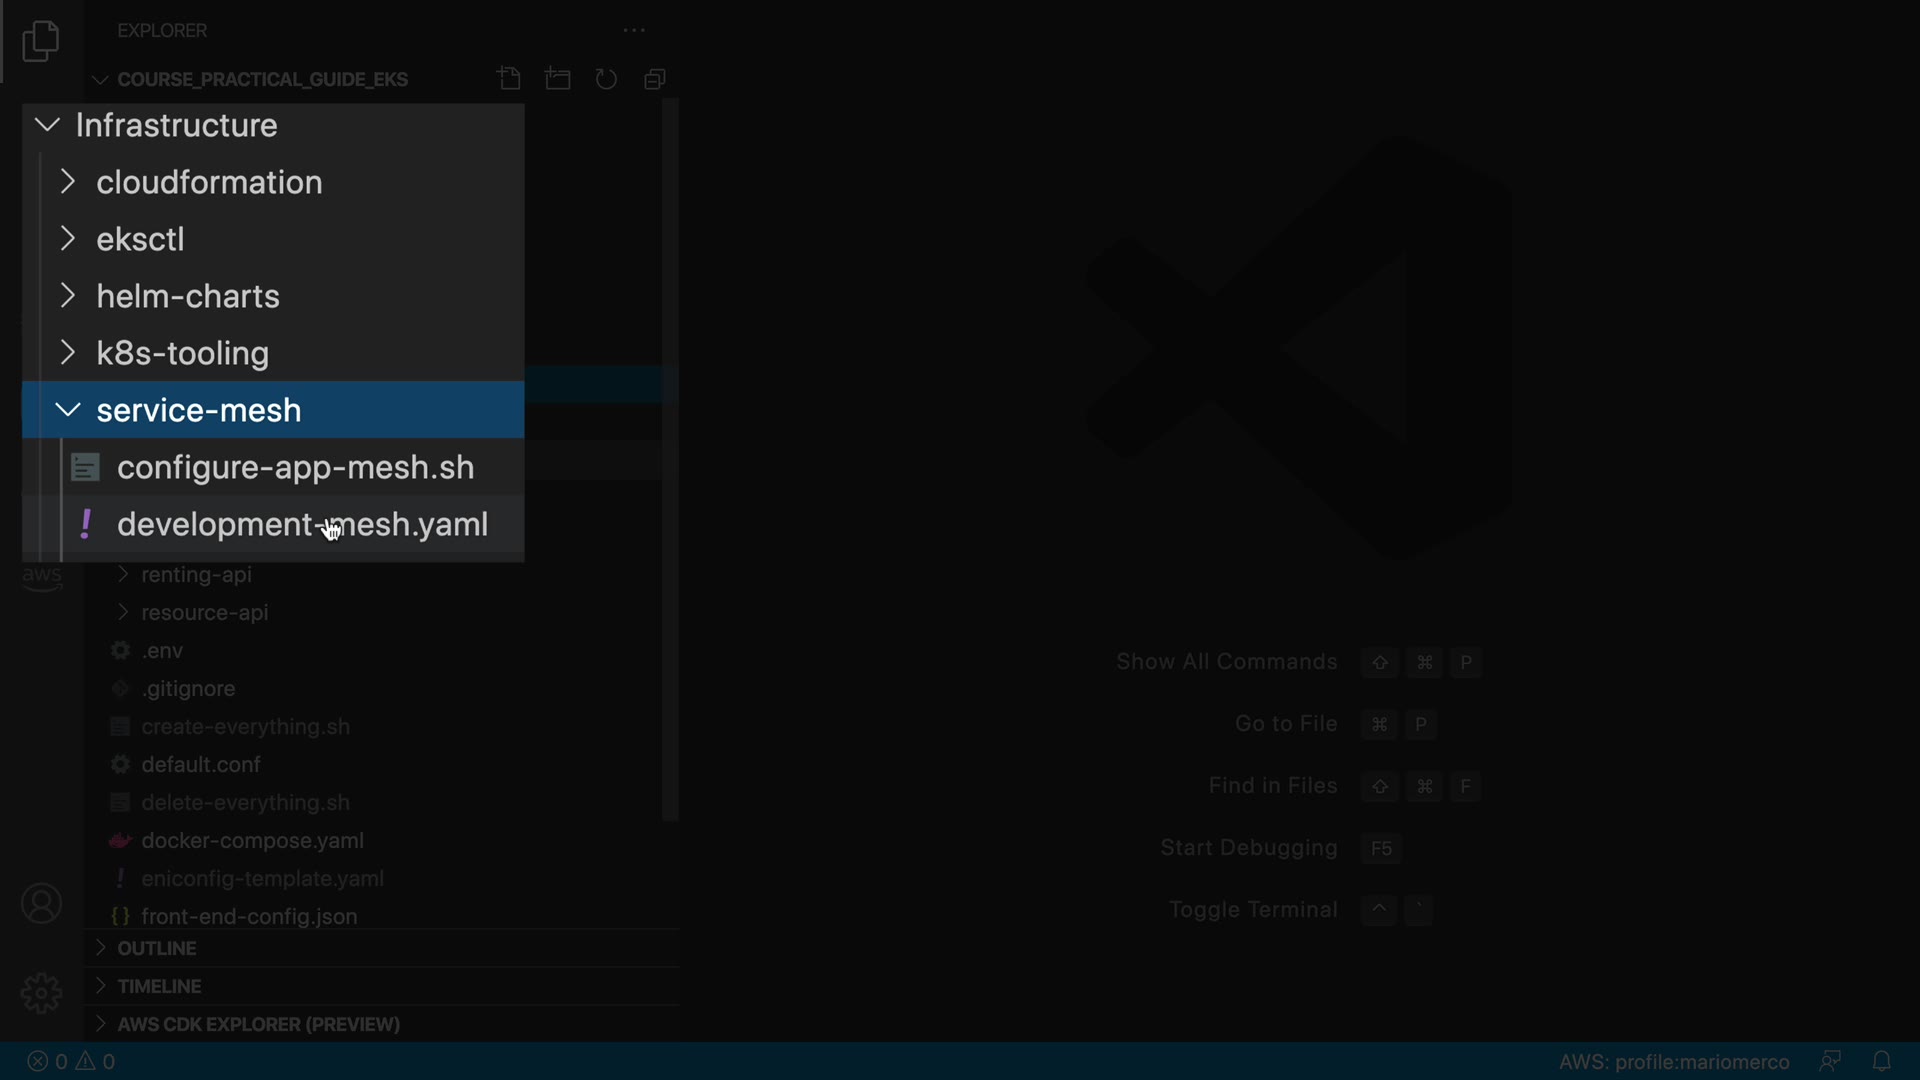 EXPLORER
COURSE_PRACTICAL_GUIDE_EKS
Infrastructure
cloudformation
eksctl
helm-charts
k8s-tooling
service-mesh
configure-app-mesh.sh
development-mesh.yaml
aws
renting-api
resource-api
.env
.gitignore
create-everything.sh
default.conf
delete-everything.sh
docker-compose.yaml
eniconfig-template.yaml
front-end-config.json
OUTLINE
TIMELINE
AWS CDK EXPLORER (PREVIEW)
Show All Commands ⇧ ⌘ P
Go to File ⌘ P
Find in Files ⇧ ⌘ F
Start Debugging F5
Toggle Terminal ^ `
0 0
AWS: profile:mariomerco